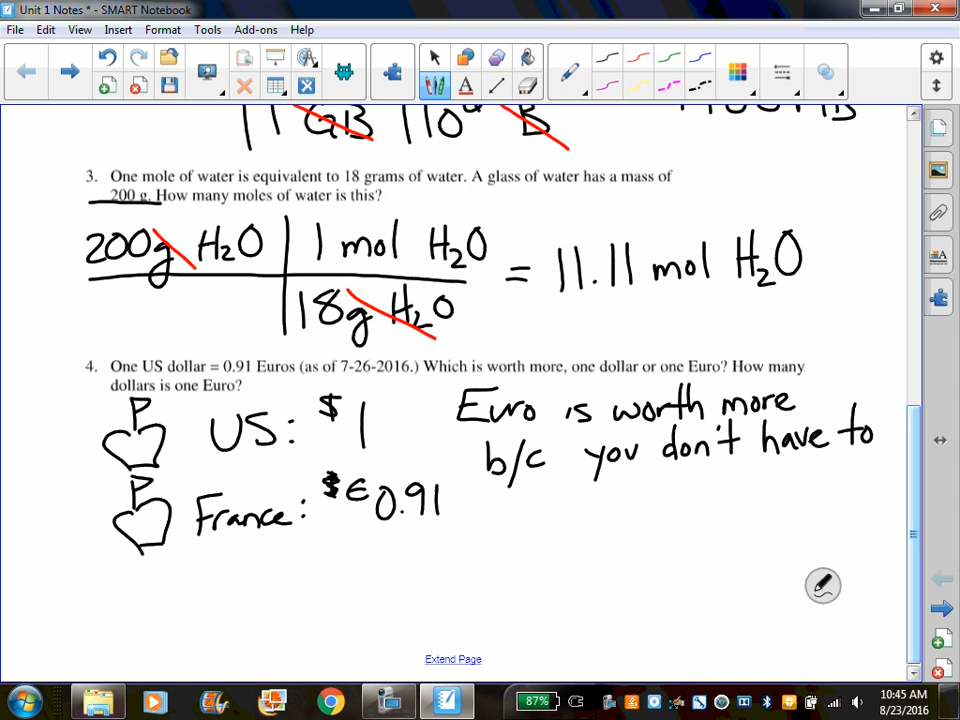 Unit 1 Notes * - SMART Notebook
File Edit View Insert Format Tools Add-ons Help
1 GB 10 B
3. One mole of water is equivalent to 18 grams of water. A glass of water has a mass of
200 g. How many moles of water is this?
200g H₂O 1 mol H₂O = 11.11 mol H₂O
18g H₂O
4. One US dollar = 0.91 Euros (as of 7-26-2016.) Which is worth more, one dollar or one Euro? How many
dollars is one Euro?
US: $1 Euro is worth more
b/c you don't have to
France: €0.91
Extend Page
87%
10:45 AM
8/23/2016